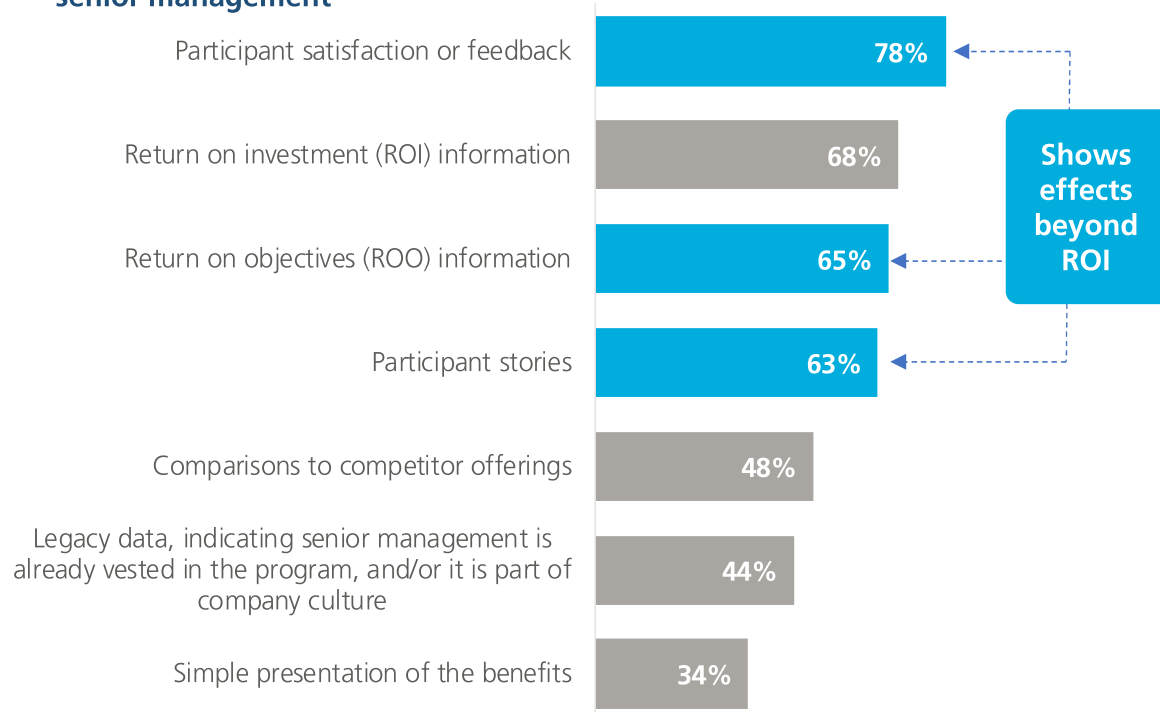 senior management
Participant satisfaction or feedback
78%
Return on investment (ROI) information
68%
Return on objectives (ROO) information
65%
Participant stories
63%
Comparisons to competitor offerings
48%
Legacy data, indicating senior management is
already vested in the program, and/or it is part of
company culture
44%
Simple presentation of the benefits
34%
Shows
effects
beyond
ROI